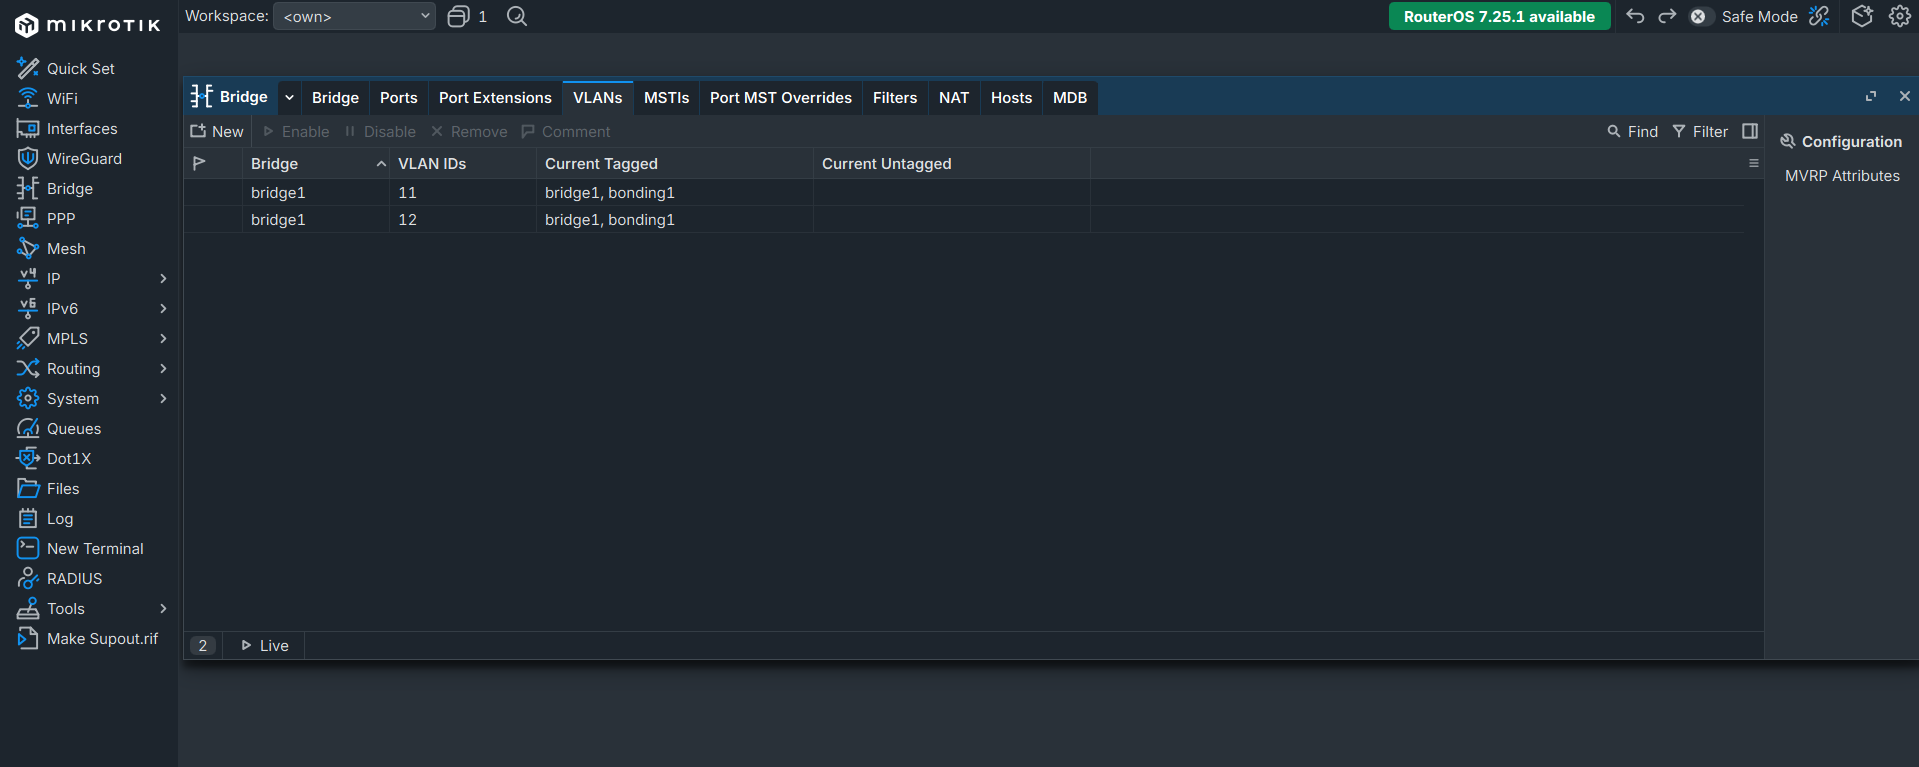 mikrotik
Workspace: <own> 1 RouterOS 7.25.1 available Safe Mode
Quick Set
WiFi
Interfaces
WireGuard
Bridge
PPP
Mesh
IP
IPv6
MPLS
Routing
System
Queues
Dot1X
Files
Log
New Terminal
RADIUS
Tools
Make Supout.rif
Bridge Bridge Ports Port Extensions VLANs MSTIs Port MST Overrides Filters NAT Hosts MDB
New Enable Disable Remove Comment Find Filter
Bridge VLAN IDs Current Tagged Current Untagged
bridge1 11 bridge1, bonding1
bridge1 12 bridge1, bonding1
2 Live
Configuration
MVRP Attributes